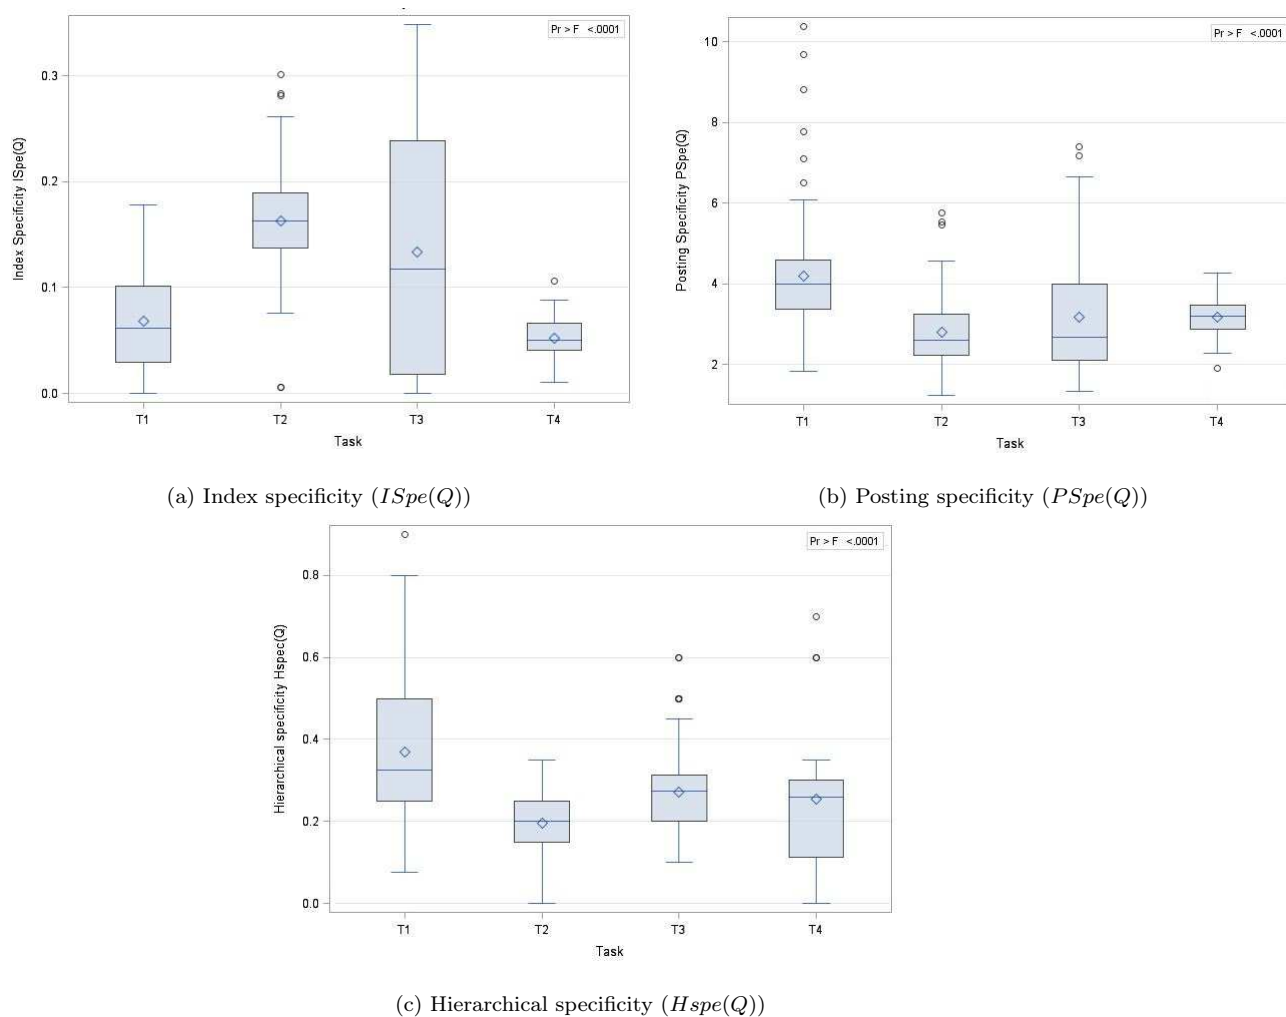 Pr > F <.0001
0.3
0.2
0.1
0.0
Index Specificity ISpe(Q)
T1 T2 T3 T4
Task
(a) Index specificity (ISpe(Q))
Pr > F <.0001
10
8
6
4
2
Posting Specificity PSpe(Q)
T1 T2 T3 T4
Task
(b) Posting specificity (PSpe(Q))
Pr > F <.0001
0.8
0.6
0.4
0.2
0.0
Hierarchical specificity Hspec(Q)
T1 T2 T3 T4
Task
(c) Hierarchical specificity (Hspe(Q))